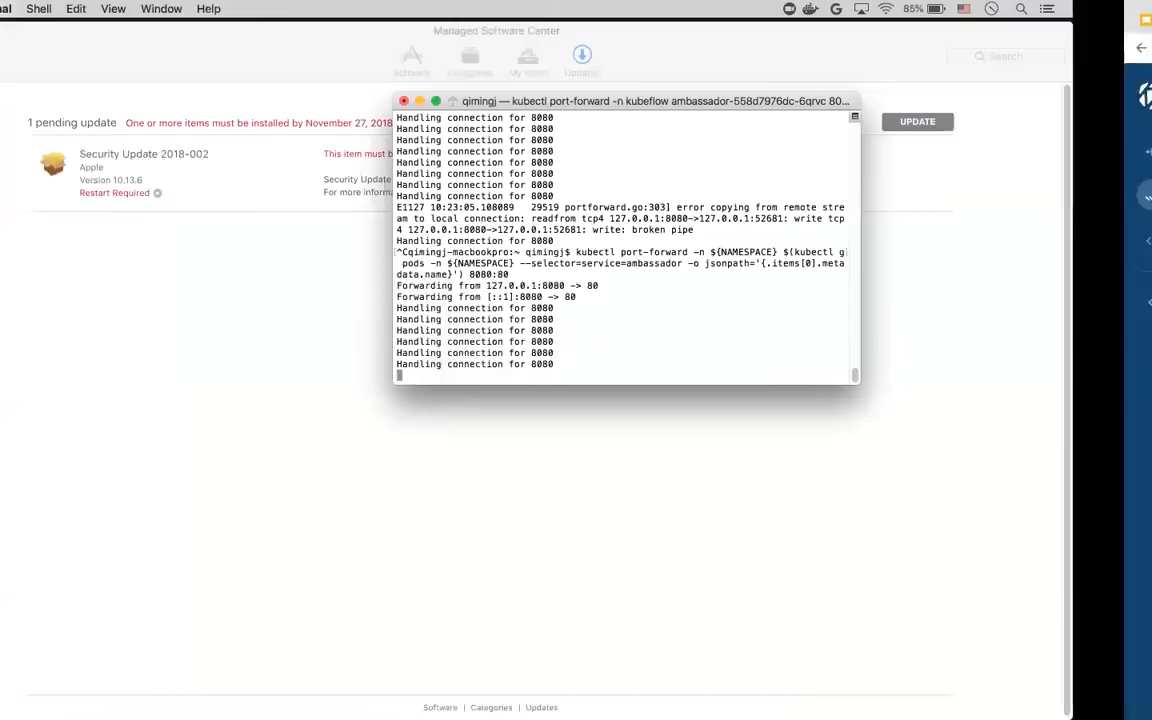 Shell Edit View Window Help 85%
Managed Software Center
Software Categories Updates
Search
1 pending update One or more items must be installed by November 27, 2018
UPDATE
Security Update 2018-002
Apple
Version 10.13.6
Restart Required
This item must b
Security Update
For more informa
qimingj — kubectl port-forward -n kubeflow ambassador-558d7976dc-6qrvc 80...
Handling connection for 8080
Handling connection for 8080
Handling connection for 8080
Handling connection for 8080
Handling connection for 8080
Handling connection for 8080
Handling connection for 8080
Handling connection for 8080
E1127 10:23:05.108089   29519 portforward.go:303] error copying from remote stre
am to local connection: readfrom tcp4 127.0.0.1:8080->127.0.0.1:52681: write tcp
4 127.0.0.1:8080->127.0.0.1:52681: write: broken pipe
Handling connection for 8080
^Cqimingj-macbookpro:~ qimingj$ kubectl port-forward -n ${NAMESPACE} $(kubectl g
pods -n ${NAMESPACE} --selector=service=ambassador -o jsonpath='{.items[0].meta
data.name}') 8080:80
Forwarding from 127.0.0.1:8080 -> 80
Forwarding from [::1]:8080 -> 80
Handling connection for 8080
Handling connection for 8080
Handling connection for 8080
Handling connection for 8080
Handling connection for 8080
Handling connection for 8080
Software | Categories | Updates